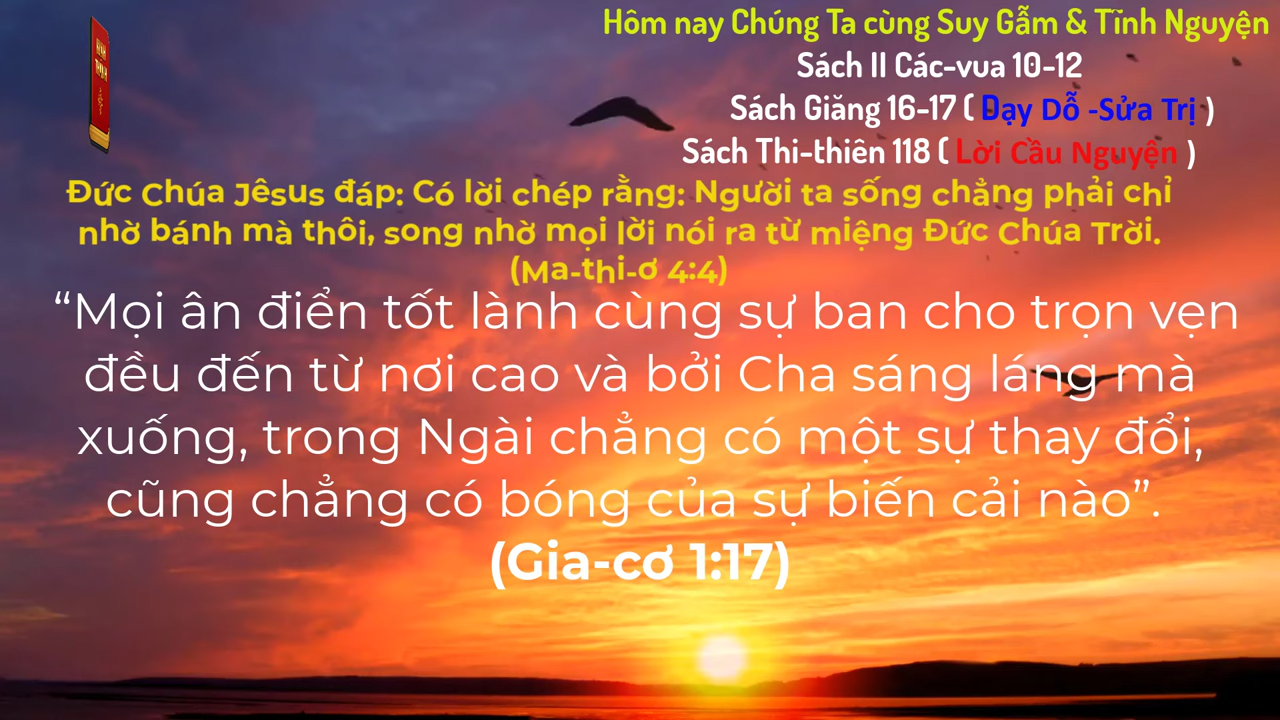 KINH
THÁNH
Hôm nay Chúng Ta cùng Suy Gẫm & Tĩnh Nguyện
Sách II Các-vua 10-12
Sách Giăng 16-17 ( Dạy Dỗ -Sửa Trị )
Sách Thi-thiên 118 ( Lời Cầu Nguyện )
Đức Chúa Jêsus đáp: Có lời chép rằng: Người ta sống chẳng phải chỉ
nhờ bánh mà thôi, song nhờ mọi lời nói ra từ miệng Đức Chúa Trời.
(Ma-thi-ơ 4:4)
“Mọi ân điển tốt lành cùng sự ban cho trọn vẹn
đều đến từ nơi cao và bởi Cha sáng láng mà
xuống, trong Ngài chẳng có một sự thay đổi,
cũng chẳng có bóng của sự biến cải nào”.
(Gia-cơ 1:17)